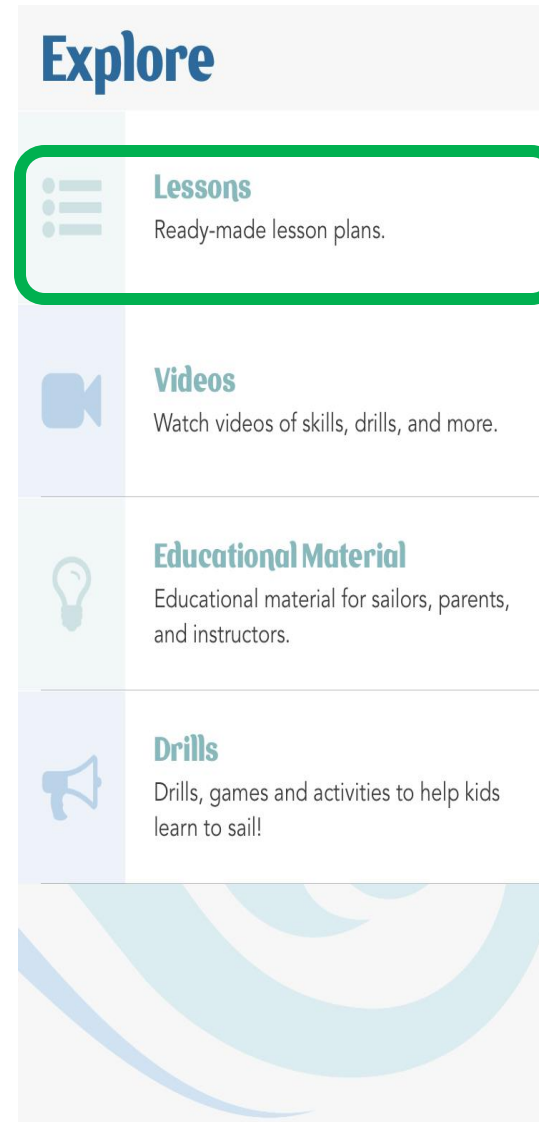 Explore
Lessons
Ready-made lesson plans.
Videos
Watch videos of skills, drills, and more.
Educational Material
Educational material for sailors, parents,
and instructors.
Drills
Drills, games and activities to help kids
learn to sail!